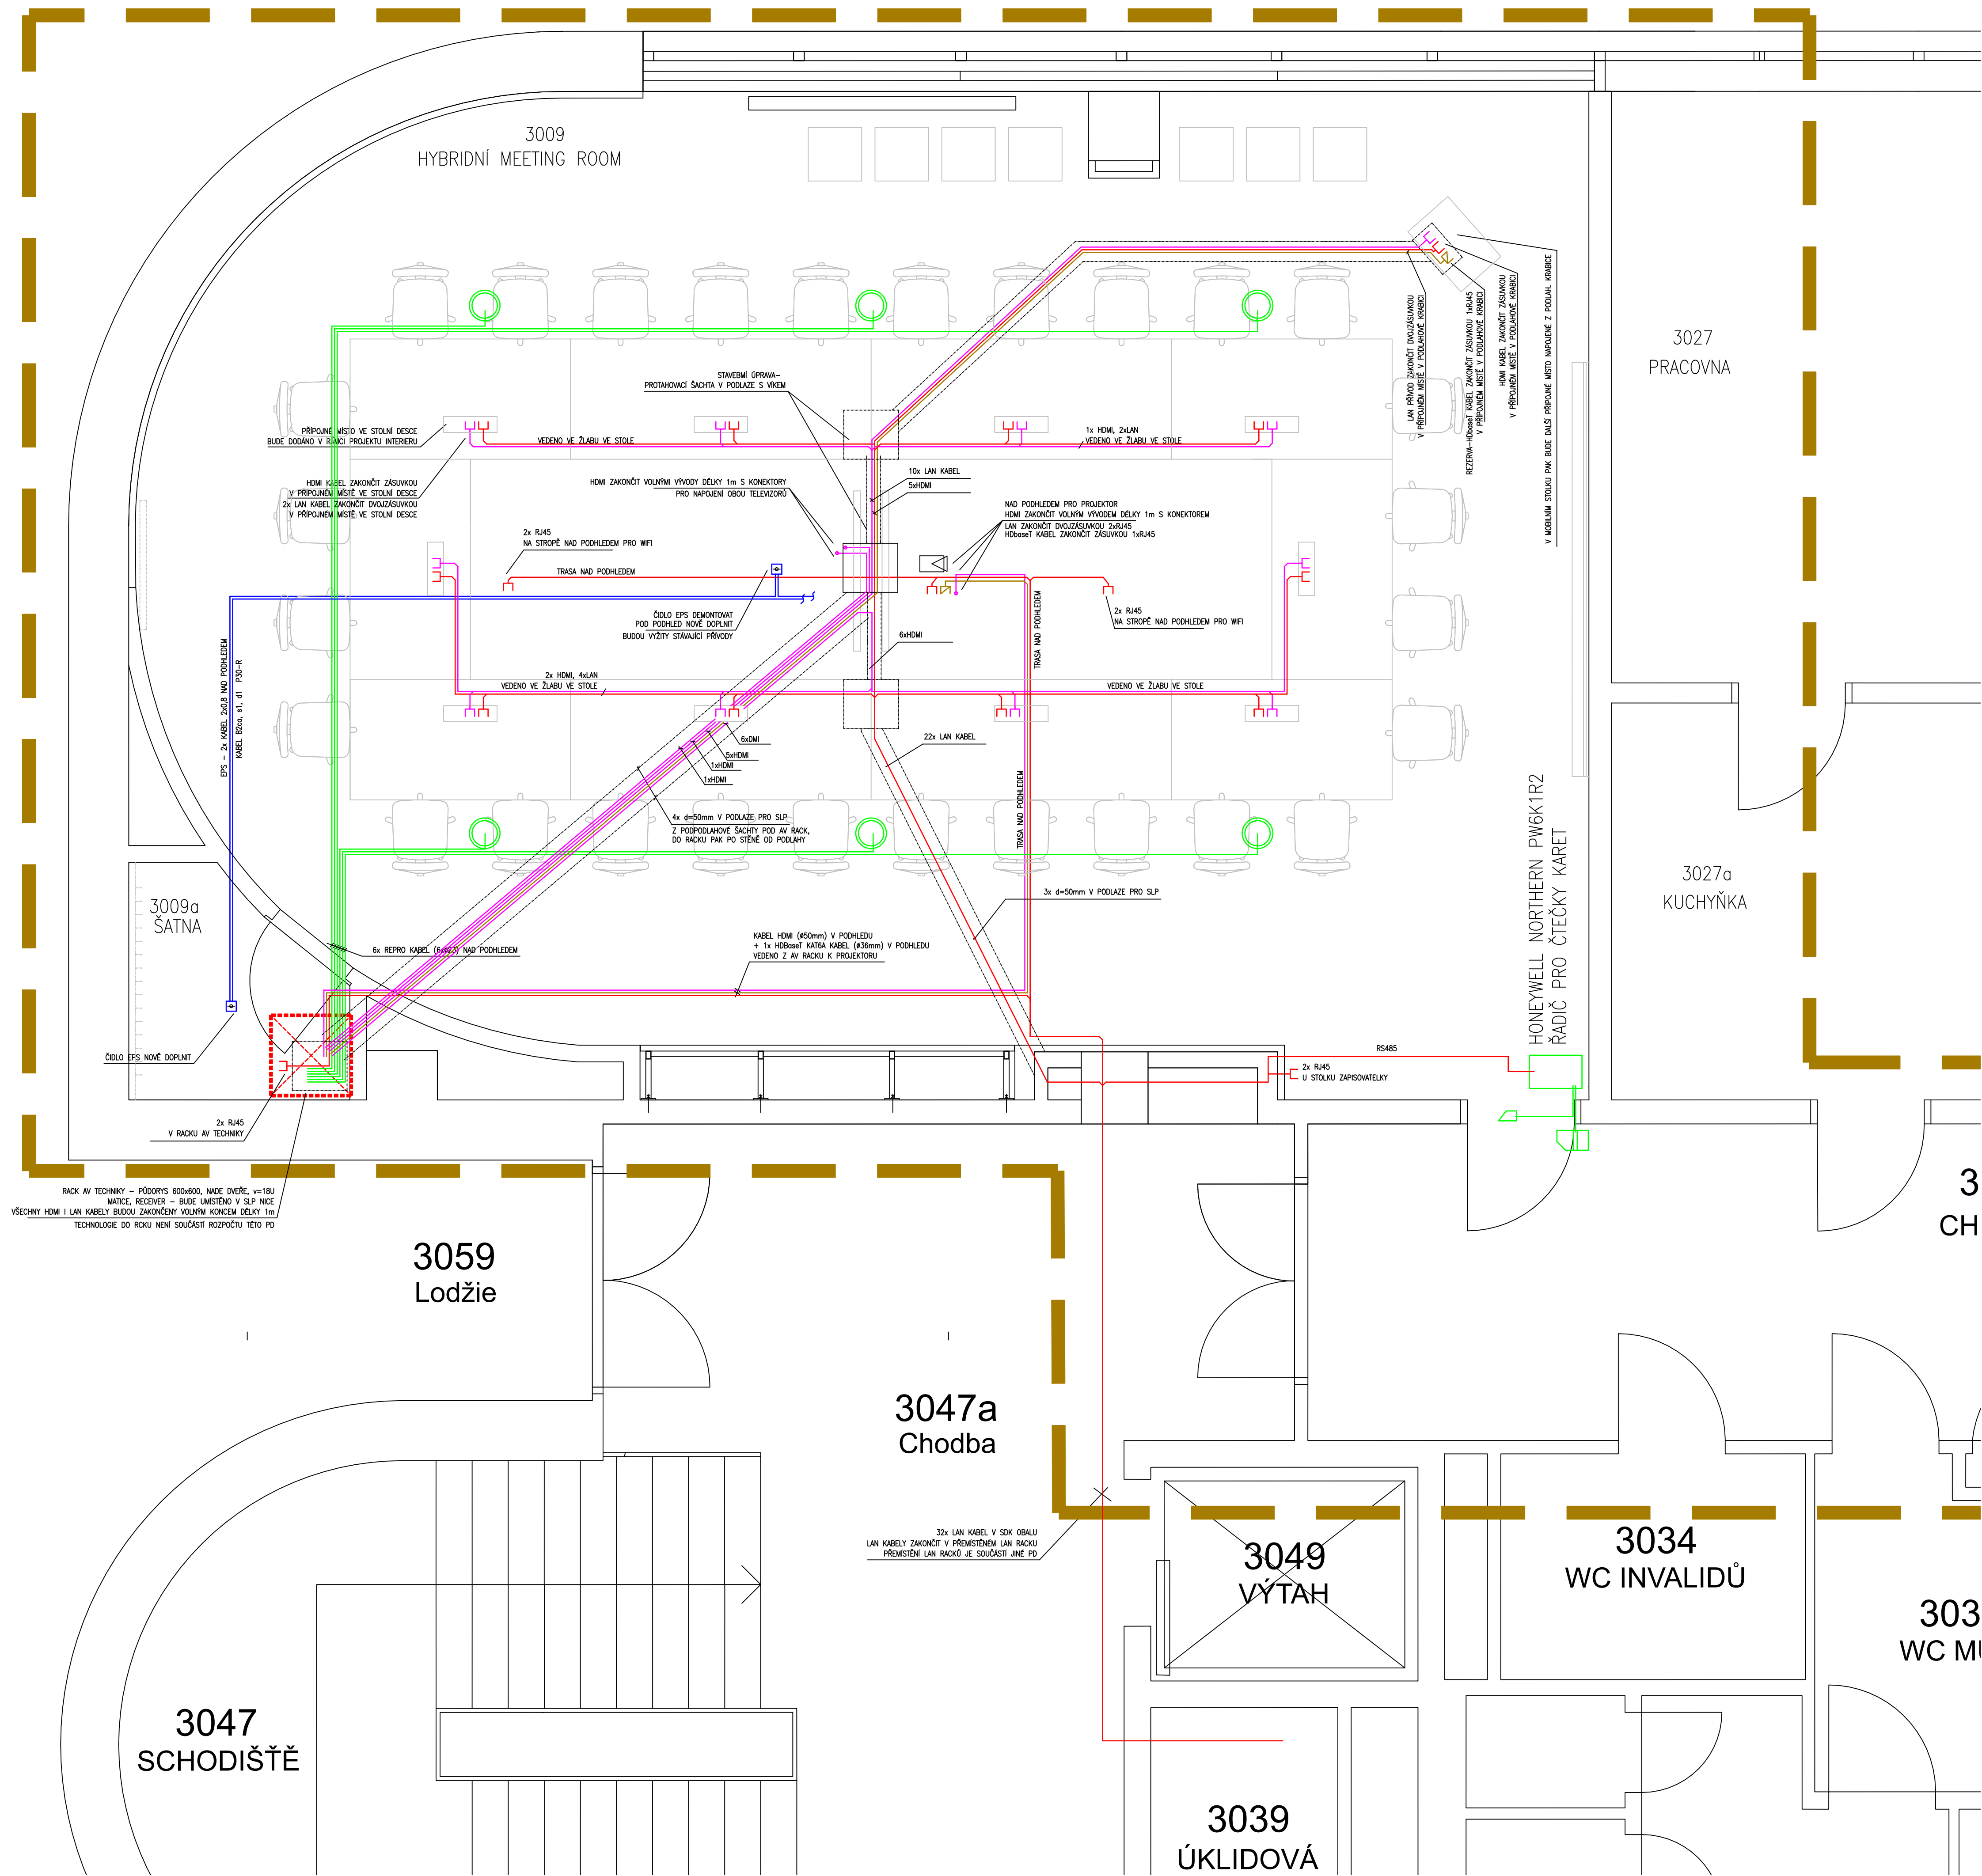 3009
HYBRIDNÍ MEETING ROOM
3027
PRACOVNA
STAVEBMÍ ÚPRAVA-
PROTAHOVACÍ ŠACHTA V PODLAZE S VÍKEM
PŘÍPOJNÉ MÍSTO VE STOLNÍ DESCE
BUDE DODÁNO V RÁMCI PROJEKTU INTERIERU
VEDENO VE ŽLABU VE STOLE
1x HDMI, 2xLAN
VEDENO VE ŽLABU VE STOLE
LAN PŘÍVOD ZAKONČIT DVOJZÁSUVKOU
V PŘÍPOJNÉM MÍSTĚ V PODLAHOVÉ KRABICI
REZERVA-HDbaseT KABEL ZAKONČIT ZÁSUVKOU 1xRJ45
V PŘÍPOJNÉM MÍSTĚ V PODLAHOVÉ KRABICI
HDMI KABEL ZAKONČIT ZÁSUVKOU
V PŘÍPOJNÉM MÍSTĚ V PODLAHOVÉ KRABICI
V MOBILNÍM STOLKU PAK BUDE DALŠÍ PŘÍPOJNÉ MÍSTO NAPOJENÉ Z PODLAH. KRABICE
HDMI KABEL ZAKONČIT ZÁSUVKOU
V PŘÍPOJNÉM MÍSTĚ VE STOLNÍ DESCE
2x LAN KABEL ZAKONČIT DVOJZÁSUVKOU
V PŘÍPOJNÉM MÍSTĚ VE STOLNÍ DESCE
HDMI ZAKONČIT VOLNÝMI VÝVODY DÉLKY 1m S KONEKTORY
PRO NAPOJENÍ OBOU TELEVIZORŮ
10x LAN KABEL
5xHDMI
NAD PODHLEDEM PRO PROJEKTOR
HDMI ZAKONČIT VOLNÝM VÝVODEM DÉLKY 1m S KONEKTOREM
LAN ZAKONČIT DVOJZÁSUVKOU 2xRJ45
HDbaseT KABEL ZAKONČIT ZÁSUVKOU 1xRJ45
2x RJ45
NA STROPĚ NAD PODHLEDEM PRO WIFI
TRASA NAD PODHLEDEM
ČIDLO EPS DEMONTOVAT
POD PODHLED NOVĚ DOPLNIT
BUDOU VYŽITY STÁVAJÍCÍ PŘÍVODY
2x RJ45
NA STROPĚ NAD PODHLEDEM PRO WIFI
TRASA NAD PODHLEDEM
6xHDMI
EPS - 2x KABEL 2x0,8 NAD PODHLEDEM
KABEL B2ca, s1, d1 P30-R
2x HDMI, 4xLAN
VEDENO VE ŽLABU VE STOLE
VEDENO VE ŽLABU VE STOLE
6xDMI
5xHDMI
1xHDMI
1xHDMI
22x LAN KABEL
TRASA NAD PODHLEDEM
4x d=50mm V PODLAZE PRO SLP
Z PODPODLAHOVÉ ŠACHTY POD AV RACK,
DO RACKU PAK PO STĚNĚ OD PODLAHY
3x d=50mm V PODLAZE PRO SLP
HONEYWELL NORTHERN PW6K1R2
ŘADIČ PRO ČTEČKY KARET
3027a
KUCHYŇKA
3009a
ŠATNA
6x REPRO KABEL (6xø23) NAD PODHLEDEM
KABEL HDMI (ø50mm) V PODHLEDU
+ 1x HDBaseT KAT6A KABEL (ø36mm) V PODHLEDU
VEDENO Z AV RACKU K PROJEKTORU
ČIDLO EPS NOVĚ DOPLNIT
RS485
2x RJ45
U STOLKU ZAPISOVATELKY
2x RJ45
V RACKU AV TECHNIKY
RACK AV TECHNIKY - PŮDORYS 600x600, NADE DVEŘE, v=18U
MATICE, RECEIVER - BUDE UMÍSTĚNO V SLP NICE
VŠECHNY HDMI I LAN KABELY BUDOU ZAKONČENY VOLNÝM KONCEM DÉLKY 1m
TECHNOLOGIE DO RCKU NENÍ SOUČÁSTÍ ROZPOČTU TÉTO PD
3
CH
3059
Lodžie
3047a
Chodba
32x LAN KABEL V SDK OBALU
LAN KABELY ZAKONČIT V PŘEMÍSTĚNÉM LAN RACKU
PŘEMÍSTĚNÍ LAN RACKŮ JE SOUČÁSTÍ JINÉ PD
3049
VÝTAH
3034
WC INVALIDŮ
303
WC MU
3047
SCHODIŠTĚ
3039
ÚKLIDOVÁ